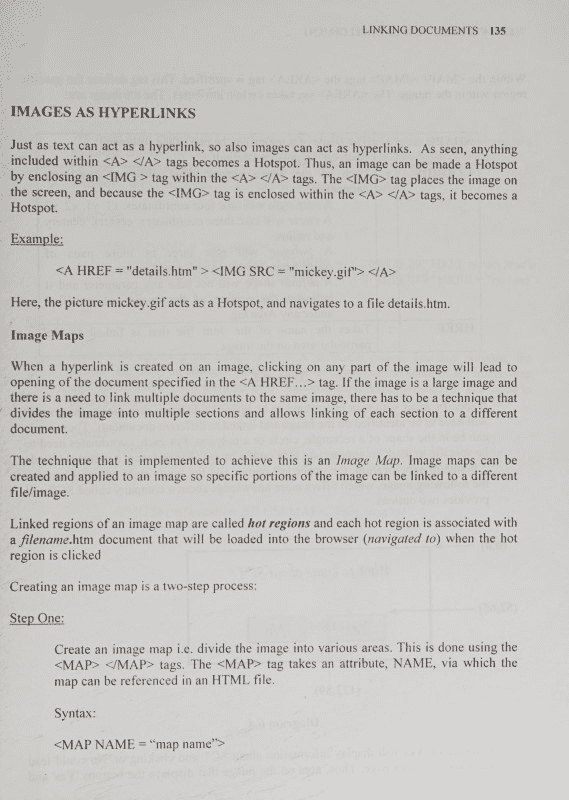 LINKING DOCUMENTS 135
IMAGES AS HYPERLINKS
Just as text can act as a hyperlink, so also images can act as hyperlinks. As seen, anything
included within <A> </A> tags becomes a Hotspot. Thus, an image can be made a Hotspot
by enclosing an <IMG > tag within the <A> </A> tags. The <IMG> tag places the image on
the screen, and because the <IMG> tag is enclosed within the <A> </A> tags, it becomes a
Hotspot.
Example:
<A HREF = "details.htm" > <IMG SRC = "mickey.gif"> </A>
Here, the picture mickey.gif acts as a Hotspot, and navigates to a file details.htm.
Image Maps
When a hyperlink is created on an image, clicking on any part of the image will lead to
opening of the document specified in the <A HREF…> tag. If the image is a large image and
there is a need to link multiple documents to the same image, there has to be a technique that
divides the image into multiple sections and allows linking of each section to a different
document.
The technique that is implemented to achieve this is an Image Map. Image maps can be
created and applied to an image so specific portions of the image can be linked to a different
file/image.
Linked regions of an image map are called hot regions and each hot region is associated with
a filename.htm document that will be loaded into the browser (navigated to) when the hot
region is clicked
Creating an image map is a two-step process:
Step One:
Create an image map i.e. divide the image into various areas. This is done using the
<MAP> </MAP> tags. The <MAP> tag takes an attribute, NAME, via which the
map can be referenced in an HTML file.
Syntax:
<MAP NAME = “map name”>